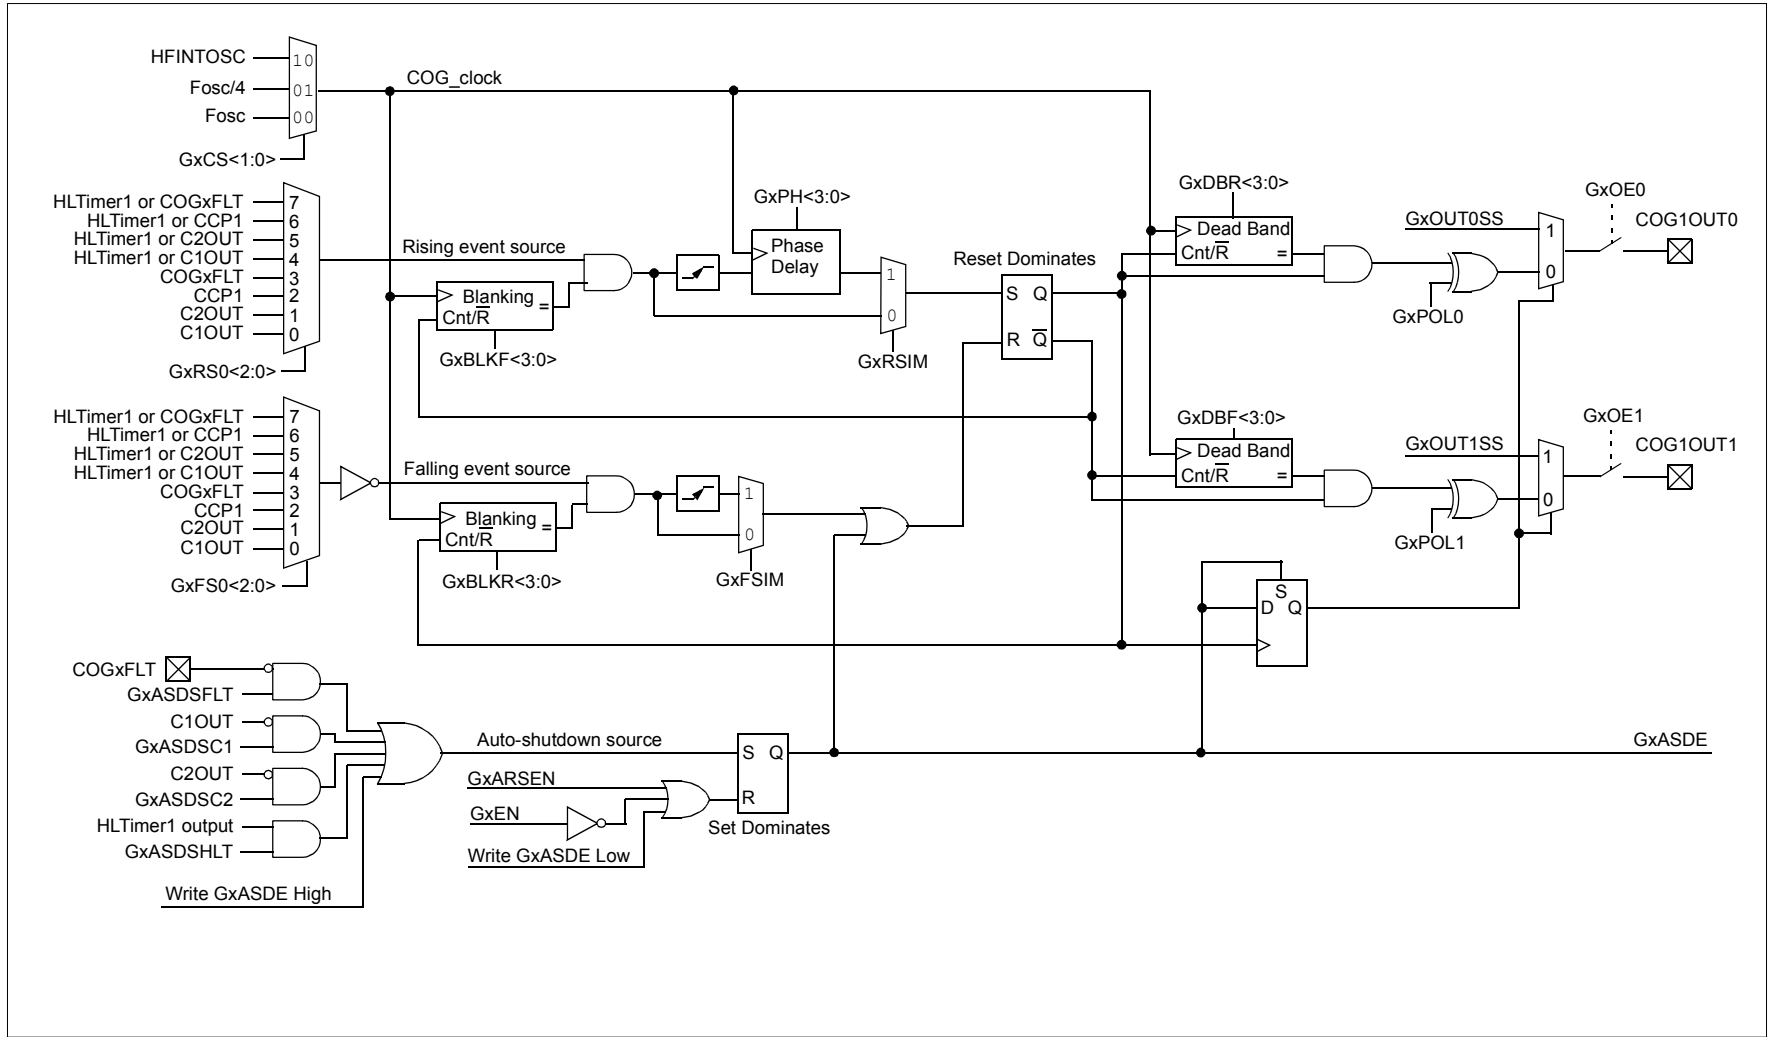 HFINTOSC
10
Fosc/4
01
Fosc
00
GxCS<1:0>
COG_clock
HLTimer1 or COGxFLT
7
HLTimer1 or CCP1
6
HLTimer1 or C2OUT
5
HLTimer1 or C1OUT
4
COGxFLT
3
CCP1
2
C2OUT
1
C1OUT
0
GxRS0<2:0>
Rising event source
Blanking
Cnt/R
=
GxBLKF<3:0>
GxPH<3:0>
Phase
Delay
1
0
GxRSIM
Reset Dominates
S Q
R Q
GxDBR<3:0>
Dead Band
Cnt/R
=
GxOUT0SS
1
0
GxPOL0
GxOE0
COG1OUT0
HLTimer1 or COGxFLT
7
HLTimer1 or CCP1
6
HLTimer1 or C2OUT
5
HLTimer1 or C1OUT
4
COGxFLT
3
CCP1
2
C2OUT
1
C1OUT
0
GxFS0<2:0>
Falling event source
Blanking
Cnt/R
=
GxBLKR<3:0>
1
0
GxFSIM
GxDBF<3:0>
Dead Band
Cnt/R
=
GxOUT1SS
1
0
GxPOL1
GxOE1
COG1OUT1
S
D Q
COGxFLT
GxASDSFLT
C1OUT
GxASDSC1
C2OUT
GxASDSC2
HLTimer1 output
GxASDSHLT
Write GxASDE High
Auto-shutdown source
GxARSEN
GxEN
Write GxASDE Low
S Q
R
Set Dominates
GxASDE